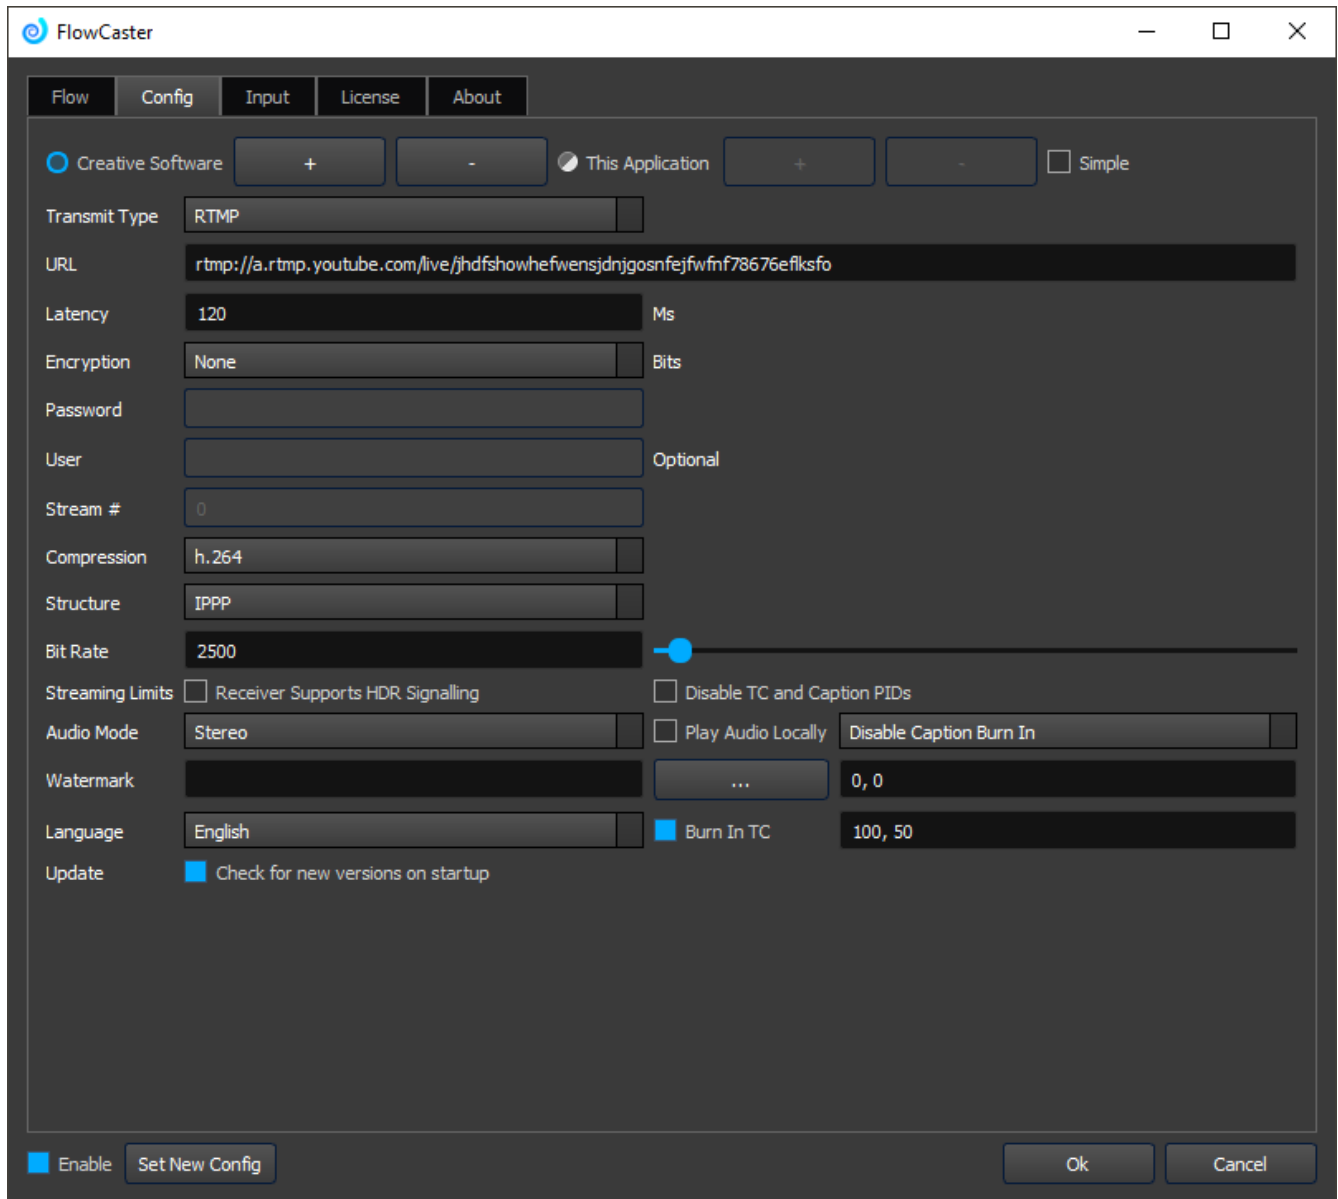 FlowCaster
Flow Config Input License About
Creative Software + - This Application + - Simple
Transmit Type RTMP
URL rtmp://a.rtmp.youtube.com/live/jhdfshowhefwensjdnjgosnfejfwfnf78676eflksfo
Latency 120 Ms
Encryption None Bits
Password
User Optional
Stream # 0
Compression h.264
Structure IPPP
Bit Rate 2500
Streaming Limits Receiver Supports HDR Signalling Disable TC and Caption PIDs
Audio Mode Stereo Play Audio Locally Disable Caption Burn In
Watermark ... 0, 0
Language English Burn In TC 100, 50
Update Check for new versions on startup
Enable Set New Config Ok Cancel